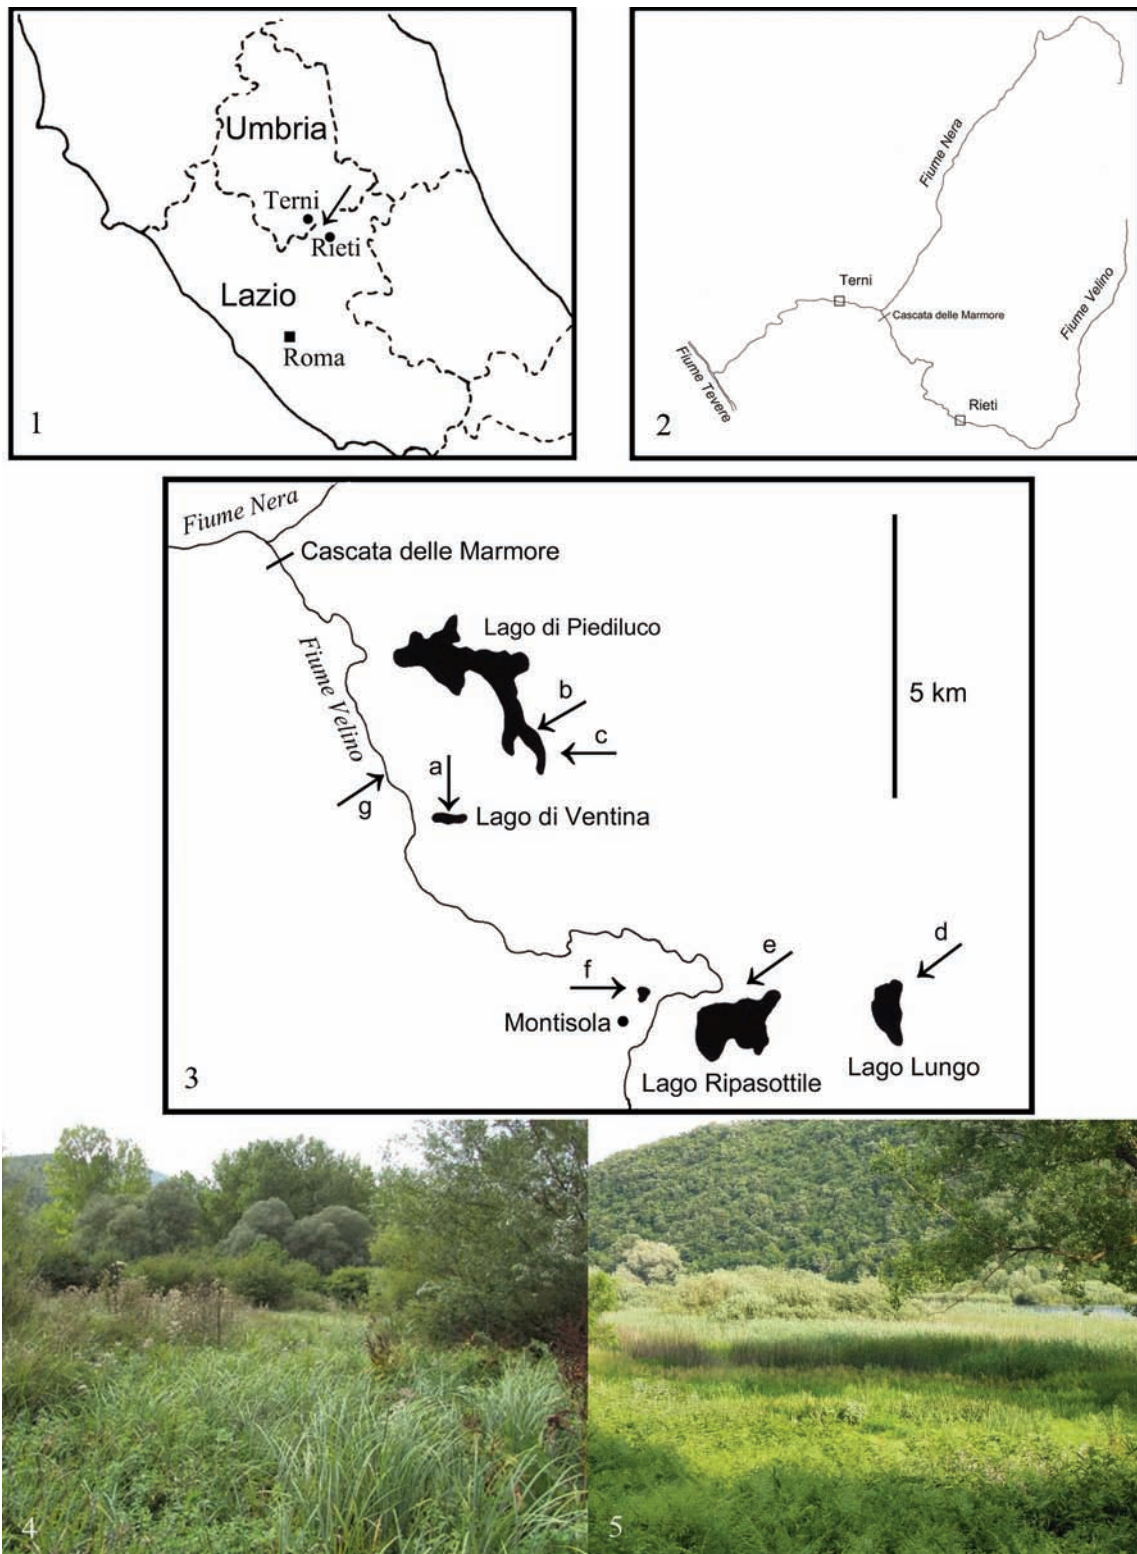 Umbria
Terni
Rieti
Lazio
Roma
1
Fiume Nera
Terni
Cascata delle Marmore
Fiume Velino
Fiume Tevere
Rieti
2
Fiume Nera
Cascata delle Marmore
Lago di Piediluco
Fiume Velino
b
5 km
c
a
g
Lago di Ventina
d
e
f
Montisola
Lago Lungo
3
Lago Ripasottile
4
5